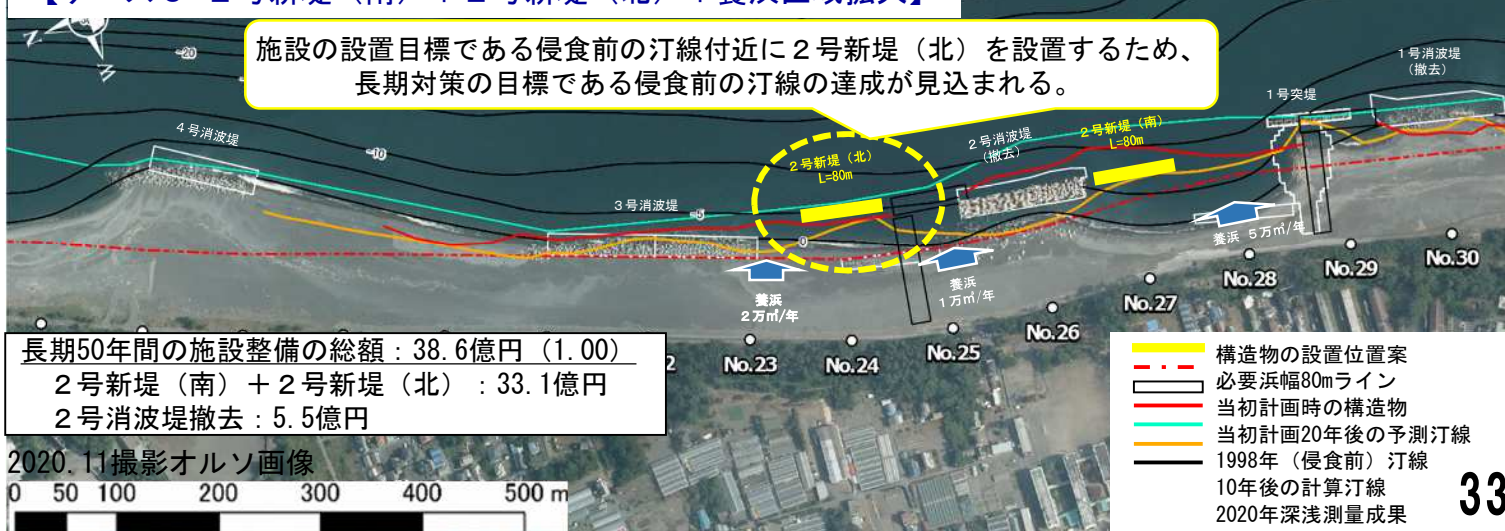 施設の設置目標である侵食前の汀線付近に２号新堤（北）を設置するため、
長期対策の目標である侵食前の汀線の達成が見込まれる。
-20
-10
-5
0
４号消波堤
３号消波堤
２号新堤（北）
L=80m
２号消波堤
（撤去）
２号新堤（南）
L=80m
１号突堤
１号消波堤
（撤去）
養浜
２万㎥/年
養浜
１万㎥/年
養浜 ５万㎥/年
No.23
No.24
No.25
No.26
No.27
No.28
No.29
No.30
長期50年間の施設整備の総額：38.6億円（1.00）
２号新堤（南）＋２号新堤（北）：33.1億円
２号消波堤撤去：5.5億円
2020.11撮影オルソ画像
0 50 100 200 300 400 500 m
構造物の設置位置案
必要浜幅80mライン
当初計画時の構造物
当初計画20年後の予測汀線
1998年（侵食前）汀線
10年後の計算汀線
2020年深浅測量成果
33